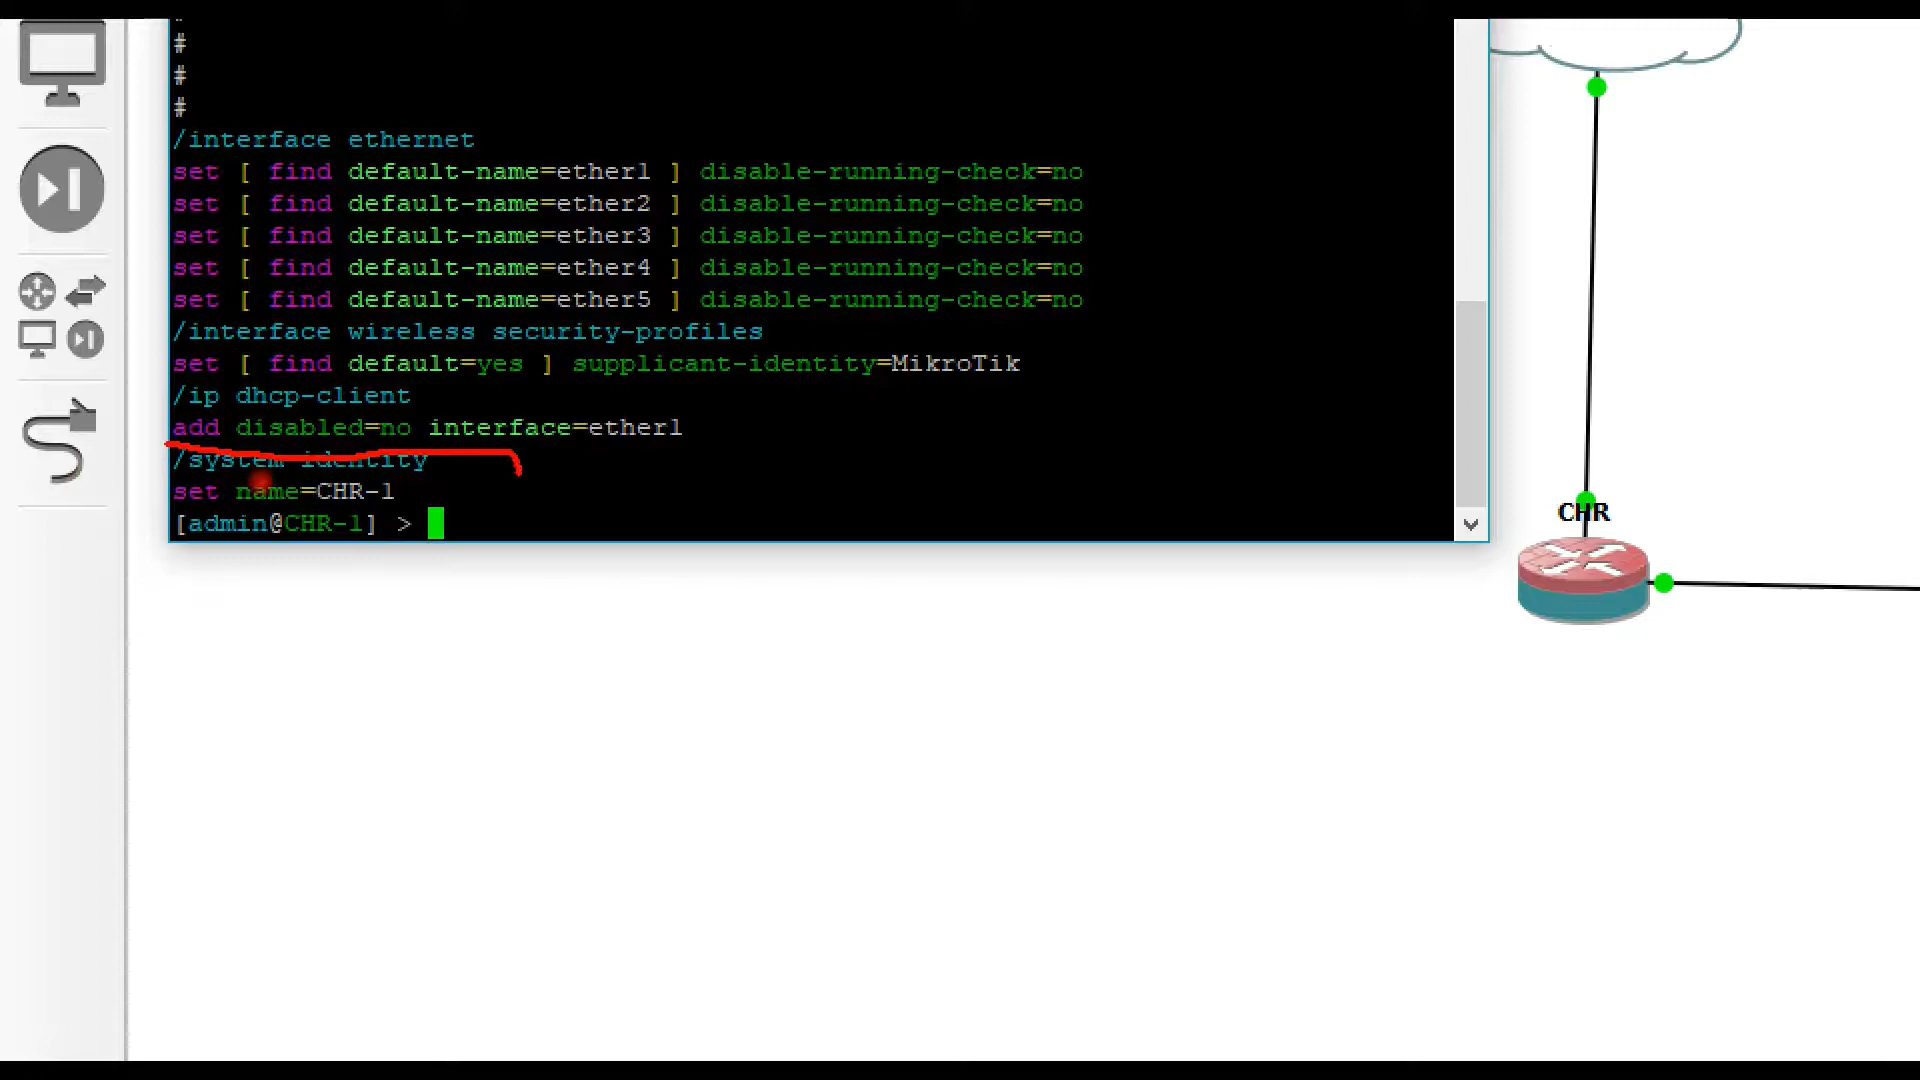 #
#
#
/interface ethernet
set [ find default-name=ether1 ] disable-running-check=no
set [ find default-name=ether2 ] disable-running-check=no
set [ find default-name=ether3 ] disable-running-check=no
set [ find default-name=ether4 ] disable-running-check=no
set [ find default-name=ether5 ] disable-running-check=no
/interface wireless security-profiles
set [ find default=yes ] supplicant-identity=MikroTik
/ip dhcp-client
add disabled=no interface=ether1
/system identity
set name=CHR-1
[admin@CHR-1] >
CHR